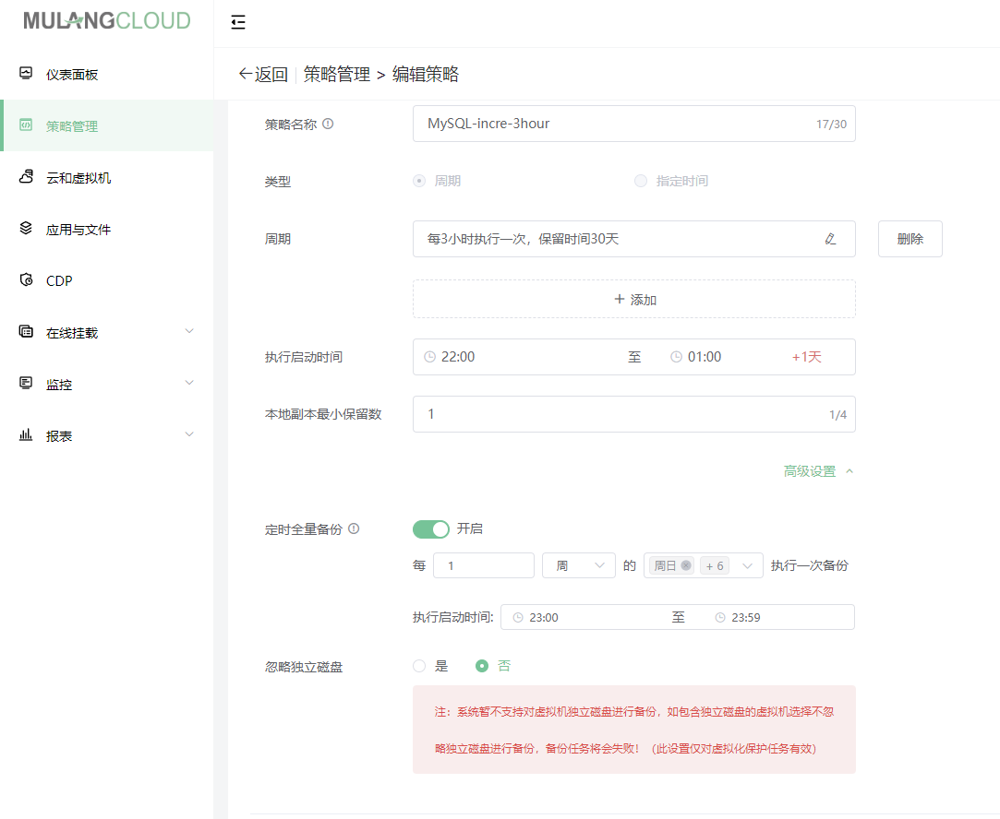 MULANGCLOUD
仪表面板
策略管理
云和虚拟机
应用与文件
CDP
在线挂载
监控
报表
返回 | 策略管理 > 编辑策略
策略名称 MySQL-incre-3hour 17/30
类型 周期 指定时间
周期 每3小时执行一次，保留时间30天 删除
+ 添加
执行启动时间 22:00 至 01:00 +1天
本地副本最小保留数 1 1/4
高级设置
定时全量备份 开启
每 1 周 的 周日 + 6 执行一次备份
执行启动时间: 23:00 至 23:59
忽略独立磁盘 是 否
注：系统暂不支持对虚拟机独立磁盘进行备份，如包含独立磁盘的虚拟机选择不忽
略独立磁盘进行备份，备份任务将会失败！（此设置仅对虚拟化保护任务有效）